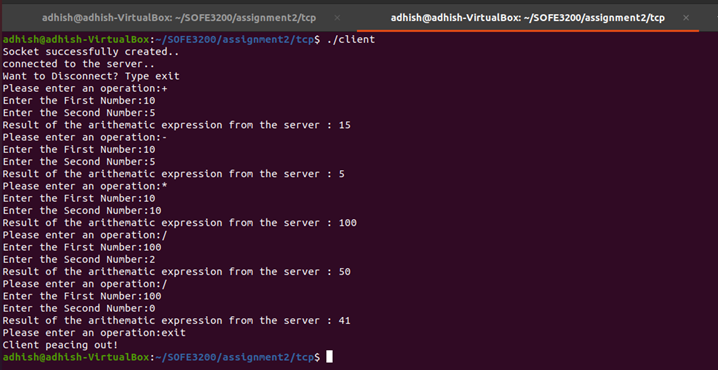 adhish@adhish-VirtualBox: ~/SOFE3200/assignment2/tcp × adhish@adhish-VirtualBox: ~/SOFE3200/assignment2/tcp ×
adhish@adhish-VirtualBox:~/SOFE3200/assignment2/tcp$ ./client
Socket successfully created..
connected to the server..
Want to Disconnect? Type exit
Please enter an operation:+
Enter the First Number:10
Enter the Second Number:5
Result of the arithematic expression from the server : 15
Please enter an operation:-
Enter the First Number:10
Enter the Second Number:5
Result of the arithematic expression from the server : 5
Please enter an operation:*
Enter the First Number:10
Enter the Second Number:10
Result of the arithematic expression from the server : 100
Please enter an operation:/
Enter the First Number:100
Enter the Second Number:2
Result of the arithematic expression from the server : 50
Please enter an operation:/
Enter the First Number:100
Enter the Second Number:0
Result of the arithematic expression from the server : 41
Please enter an operation:exit
Client peacing out!
adhish@adhish-VirtualBox:~/SOFE3200/assignment2/tcp$